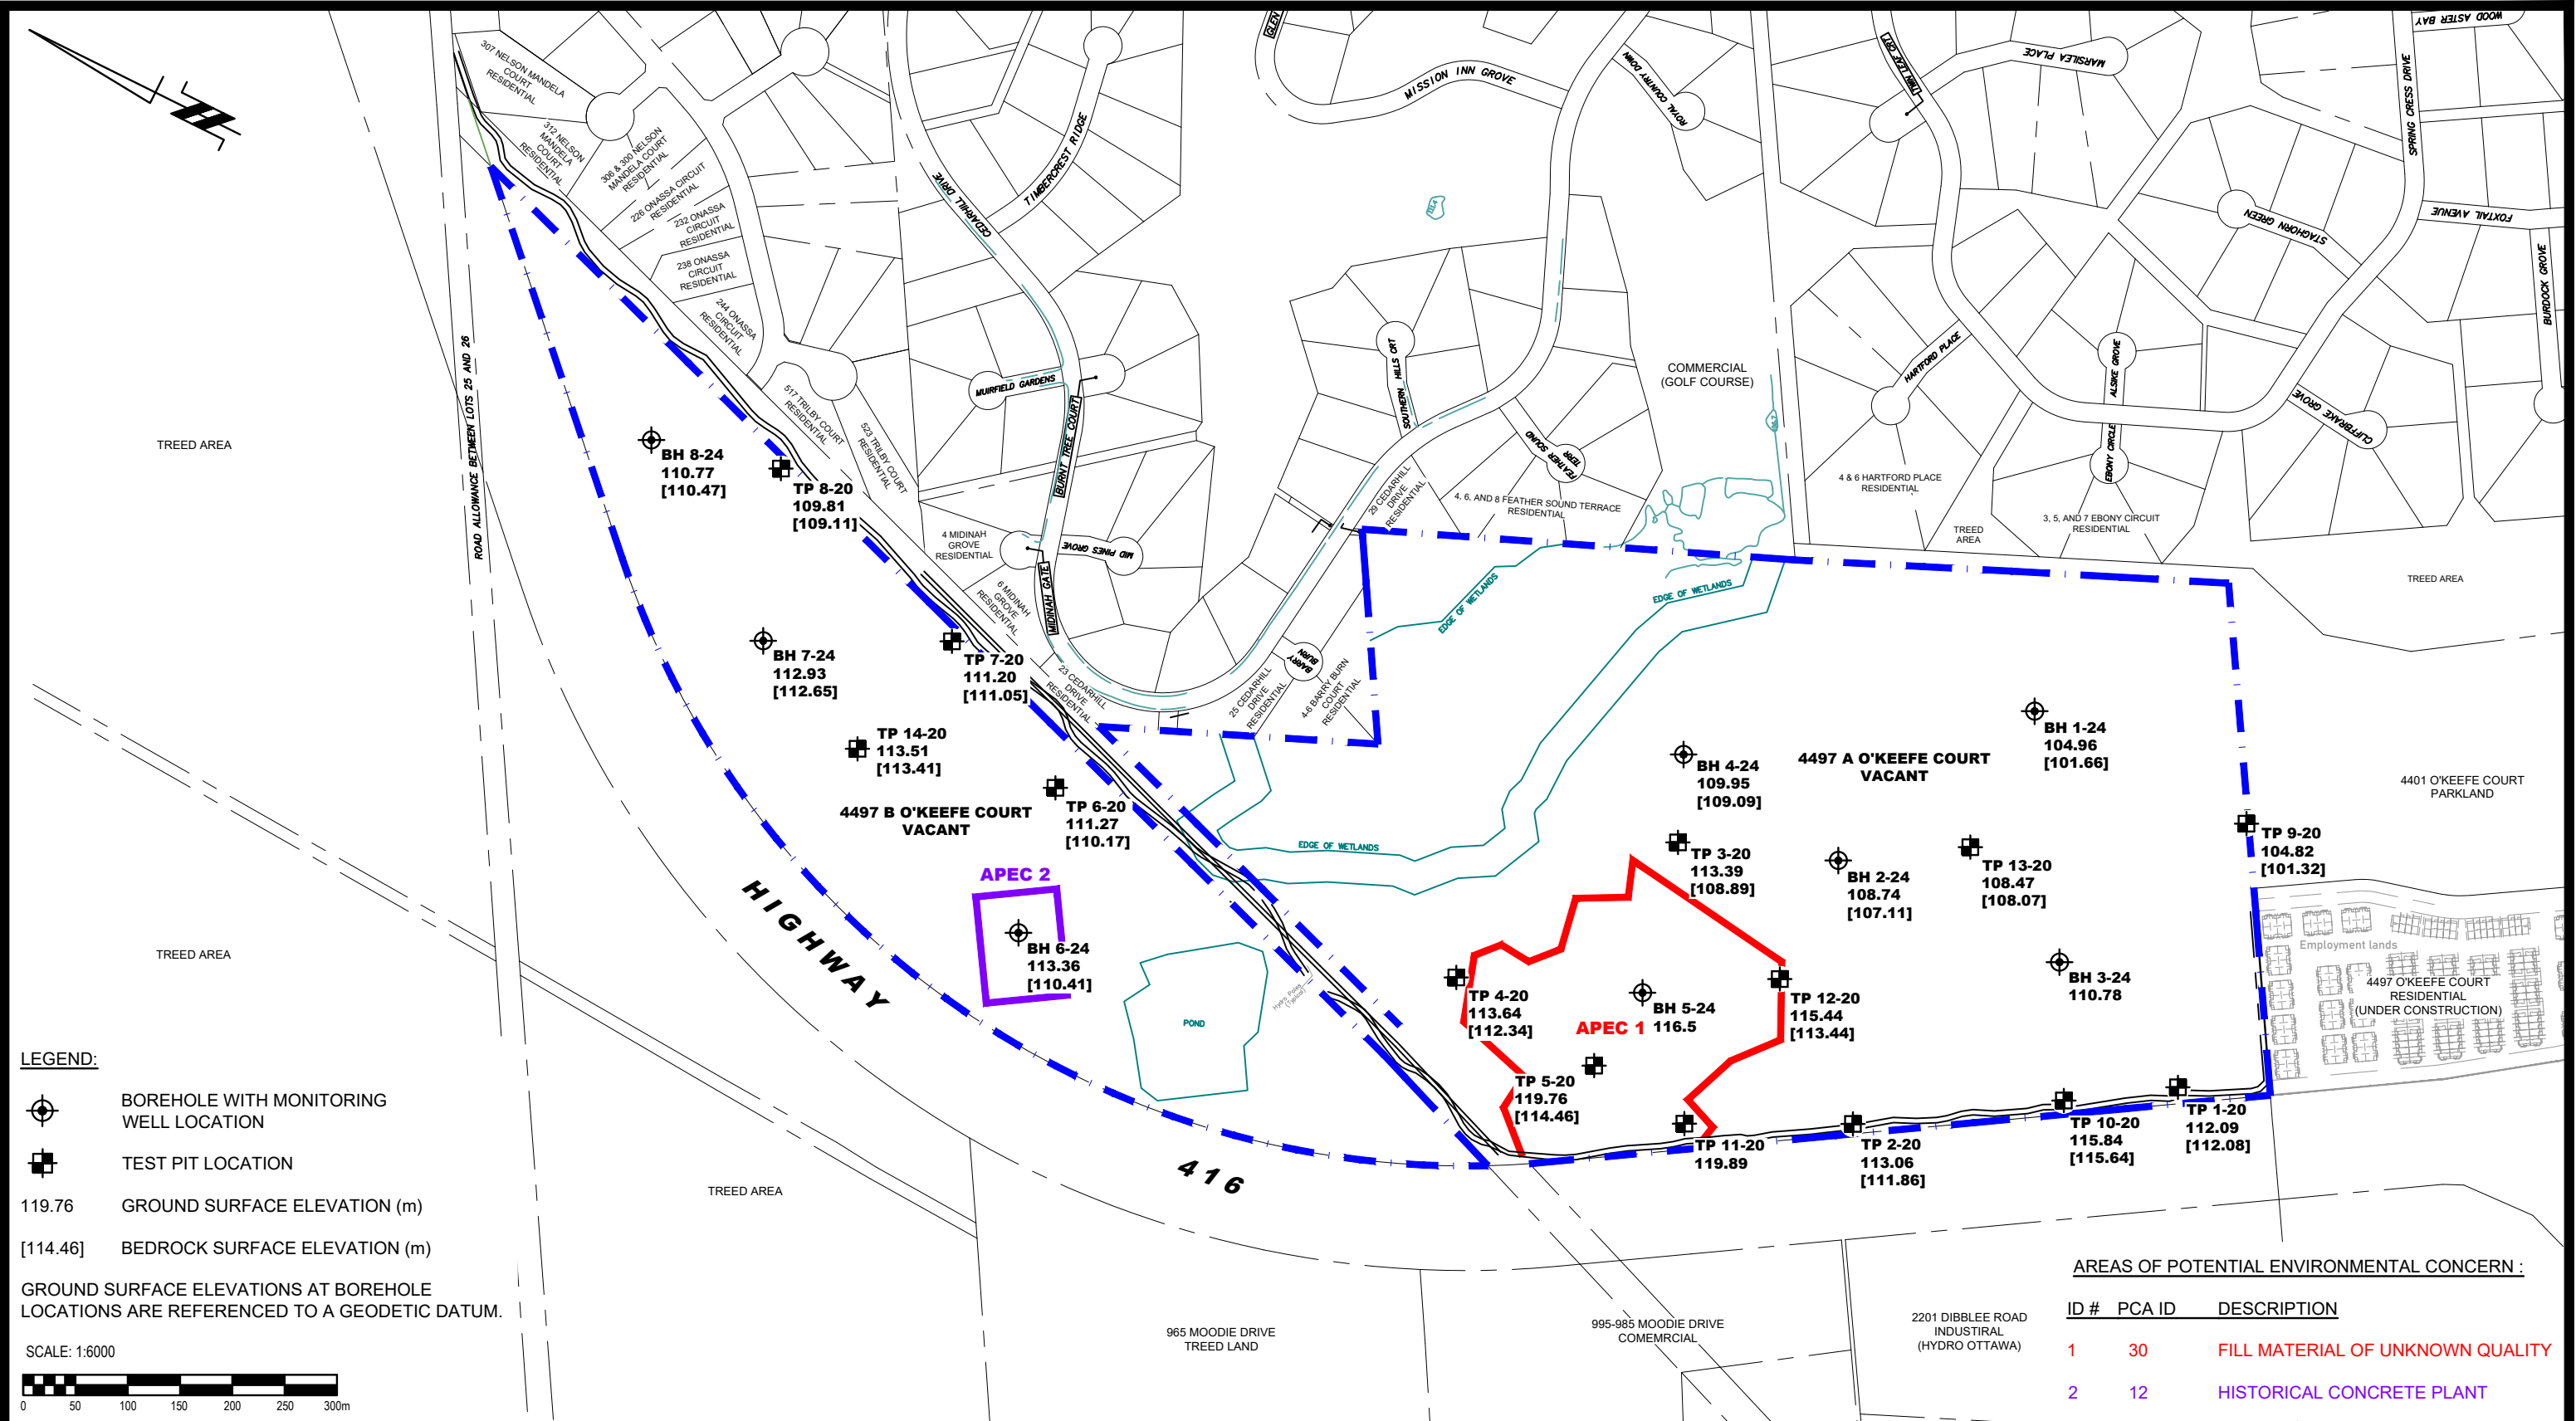 307 NELSON MANDELA
COURT
RESIDENTIAL
312 NELSON
MANDELA
COURT
RESIDENTIAL
306 & 300 NELSON
MANDELA COURT
RESIDENTIAL
226 ONASSA CIRCUIT
RESIDENTIAL
232 ONASSA
CIRCUIT
RESIDENTIAL
238 ONASSA
CIRCUIT
RESIDENTIAL
244 ONASSA
CIRCUIT
RESIDENTIAL
517 TRILBY COURT
RESIDENTIAL
523 TRILBY COURT
RESIDENTIAL
4 MIDINAH
GROVE
RESIDENTIAL
6 MIDINAH
GROVE
RESIDENTIAL
23 CEDARHILL
DRIVE
RESIDENTIAL
25 CEDARHILL
DRIVE
RESIDENTIAL
4-6 BARRY BURN
COURT
RESIDENTIAL
29 CEDARHILL
DRIVE
RESIDENTIAL
4, 6, AND 8 FEATHER SOUND TERRACE
RESIDENTIAL
COMMERCIAL
(GOLF COURSE)
4 & 6 HARTFORD PLACE
RESIDENTIAL
TREED
AREA
3, 5, AND 7 EBONY CIRCUIT
RESIDENTIAL
TREED AREA
CEDARHILL DRIVE
TIMBERCREST RIDGE
GLEN
MISSION INN GROVE
ROYAL COUNTRY DOWN
TWIN LEAF CRT
MARSILEA PLACE
WOOD ASTER BAY
SPRING CRESS DRIVE
STAGHORN GREEN
FOXTAIL AVENUE
BURDOCK GROVE
CLIFFBRAKE GROVE
ALSIKE GROVE
EBONY CIRCLE
HARTFORD PLACE
MUIRFIELD GARDENS
BURNT TREE COURT
MIDINAH GATE
MID PINES GROVE
SOUTHERN HILLS CRT
FEATHER SOUND
TERR
BARRY
BURN
ROAD ALLOWANCE BETWEEN LOTS 25 AND 26
TREED AREA
TREED AREA
TREED AREA
EDGE OF WETLANDS
EDGE OF WETLANDS
EDGE OF WETLANDS
BH 8-24
110.77
[110.47]
TP 8-20
109.81
[109.11]
BH 7-24
112.93
[112.65]
TP 7-20
111.20
[111.05]
TP 14-20
113.51
[113.41]
TP 6-20
111.27
[110.17]
4497 B O'KEEFE COURT
VACANT
APEC 2
BH 6-24
113.36
[110.41]
POND
Hydro Poles
(Typical)
BH 4-24
109.95
[109.09]
4497 A O'KEEFE COURT
VACANT
BH 1-24
104.96
[101.66]
4401 O'KEEFE COURT
PARKLAND
TP 3-20
113.39
[108.89]
BH 2-24
108.74
[107.11]
TP 13-20
108.47
[108.07]
TP 9-20
104.82
[101.32]
BH 3-24
110.78
Employment lands
4497 O'KEEFE COURT
RESIDENTIAL
(UNDER CONSTRUCTION)
TP 4-20
113.64
[112.34]
APEC 1
BH 5-24
116.5
TP 12-20
115.44
[113.44]
TP 5-20
119.76
[114.46]
TP 11-20
119.89
TP 2-20
113.06
[111.86]
TP 10-20
115.84
[115.64]
TP 1-20
112.09
[112.08]
HIGHWAY
416
965 MOODIE DRIVE
TREED LAND
995-985 MOODIE DRIVE
COMEMRCIAL
2201 DIBBLEE ROAD
INDUSTIRAL
(HYDRO OTTAWA)
LEGEND:
BOREHOLE WITH MONITORING
WELL LOCATION
TEST PIT LOCATION
119.76 GROUND SURFACE ELEVATION (m)
[114.46] BEDROCK SURFACE ELEVATION (m)
GROUND SURFACE ELEVATIONS AT BOREHOLE
LOCATIONS ARE REFERENCED TO A GEODETIC DATUM.
SCALE: 1:6000
0 50 100 150 200 250 300m
AREAS OF POTENTIAL ENVIRONMENTAL CONCERN :
ID # PCA ID DESCRIPTION
1 30 FILL MATERIAL OF UNKNOWN QUALITY
2 12 HISTORICAL CONCRETE PLANT